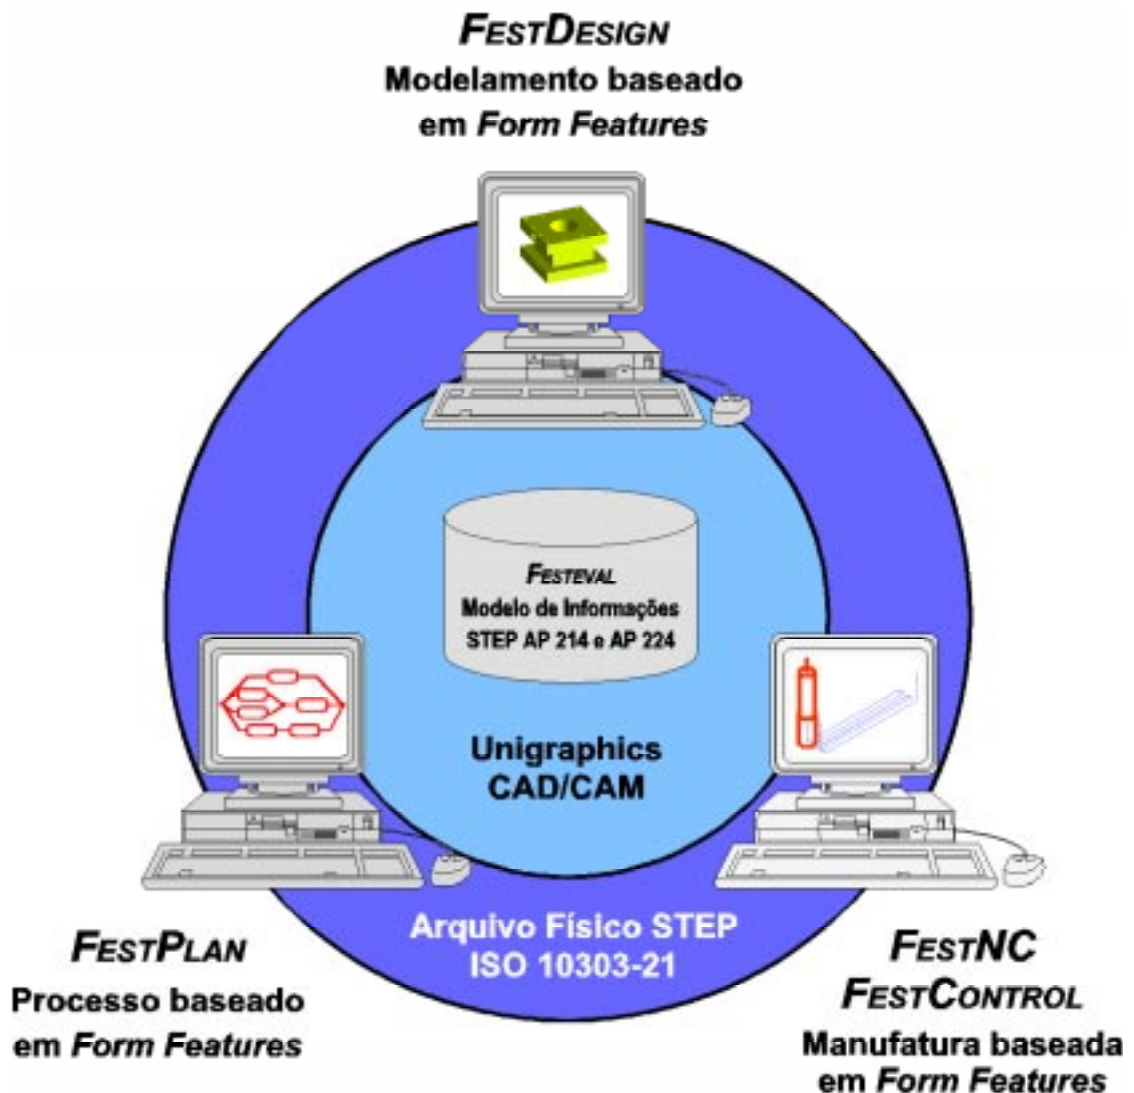 FESTDESIGN
Modelamento baseado
em Form Features
FESTEVAL
Modelo de Informações
STEP AP 214 e AP 224
Unigraphics
CAD/CAM
Arquivo Físico STEP
ISO 10303-21
FESTPLAN
Processo baseado
em Form Features
FESTNC
FESTCONTROL
Manufatura baseada
em Form Features